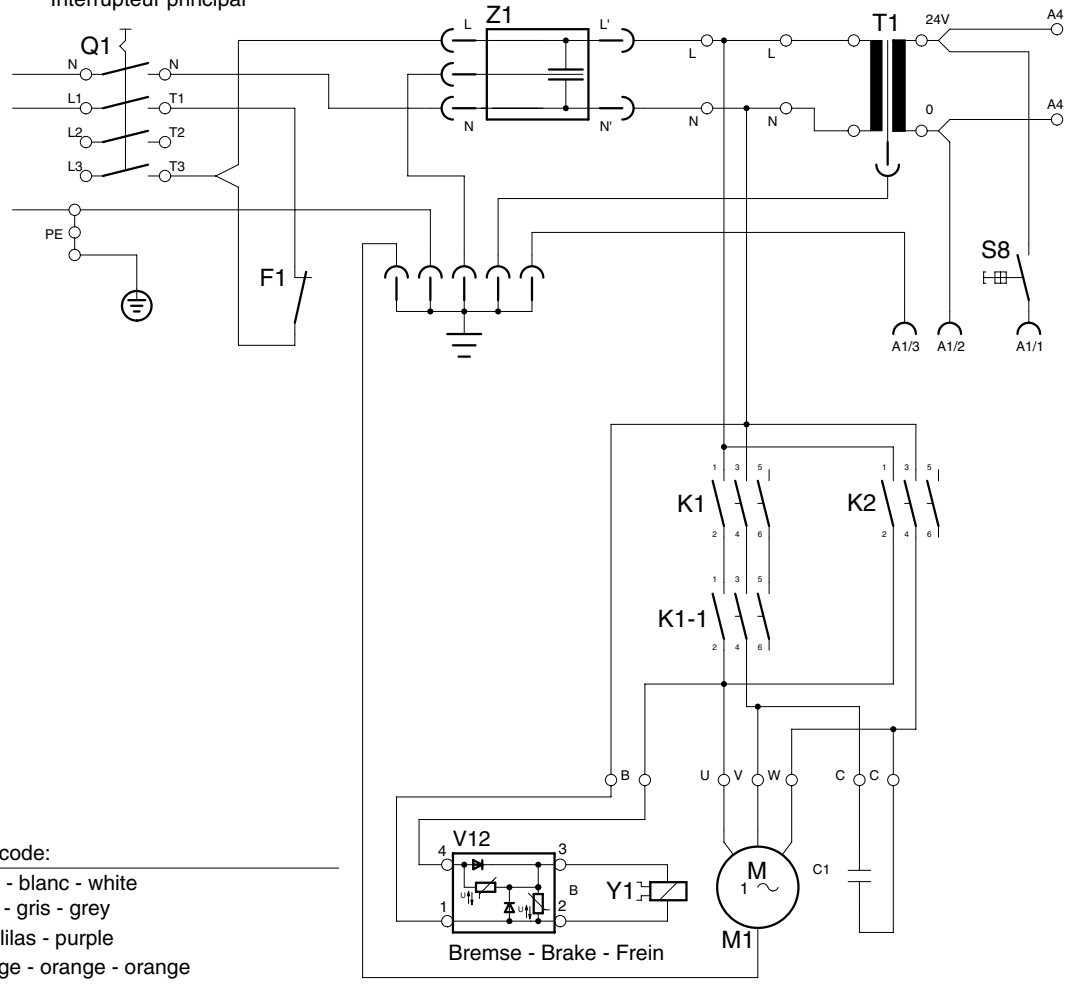 Interrupteur principal
Z1
T1
Q1
L
L'
24V
A4
N
N
L
L
L1
T1
N
N'
N
N
0
A4
L2
T2
L3
T3
PE
F1
S8
A1/3
A1/2
A1/1
1 3 5
1 3 5
K1
K2
2 4 6
2 4 6
1 3 5
K1-1
2 4 6
B
U
V
W
C
C
code:
V12
4
3
M
1
C1
- blanc - white
U
B
Y1
- gris - grey
1
U
2
lilas - purple
M1
Bremse - Brake - Frein
ge - orange - orange